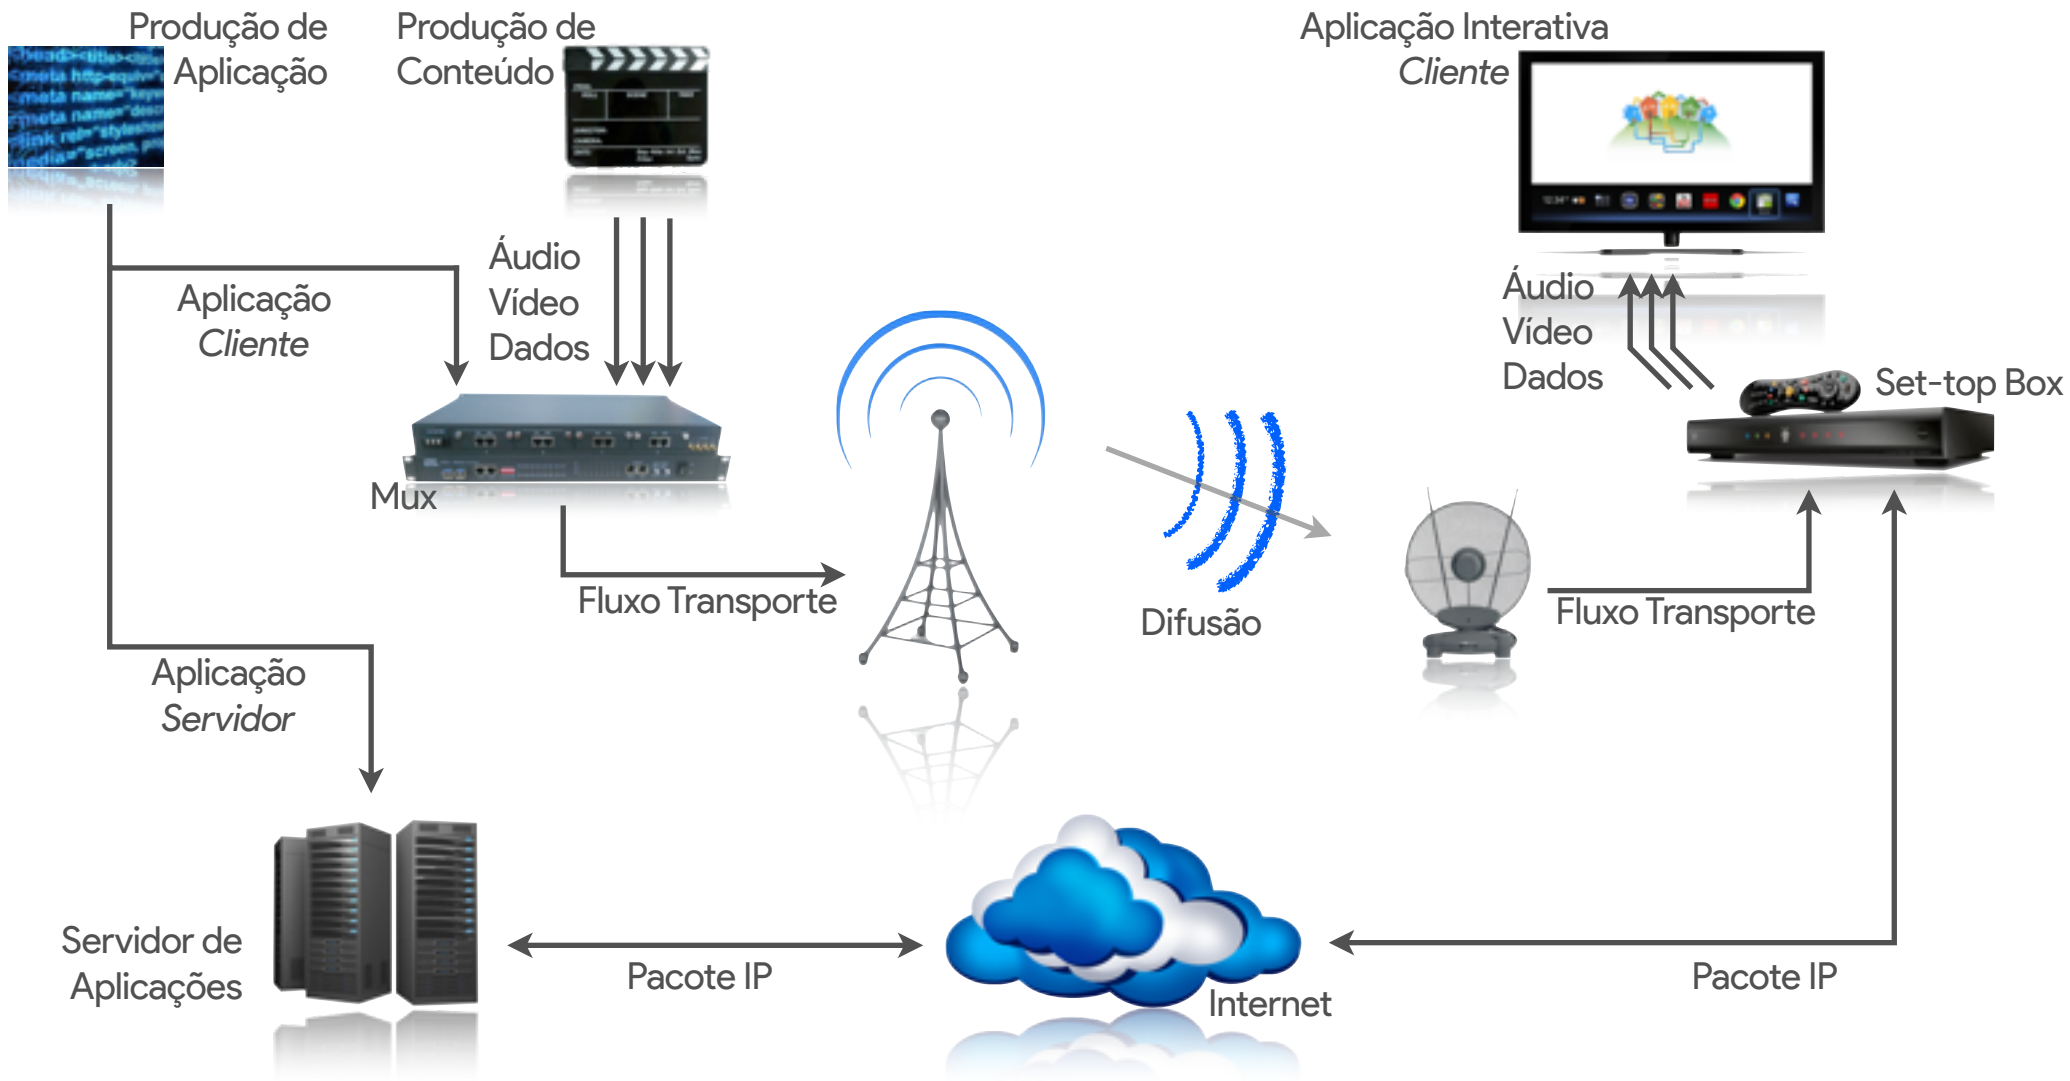 Produção de
Aplicação
Produção de
Conteúdo
Aplicação Interativa
Cliente
Aplicação
Cliente
Áudio
Vídeo
Dados
Áudio
Vídeo
Dados
Set-top Box
Mux
Fluxo Transporte
Difusão
Fluxo Transporte
Aplicação
Servidor
Servidor de
Aplicações
Pacote IP
Internet
Pacote IP